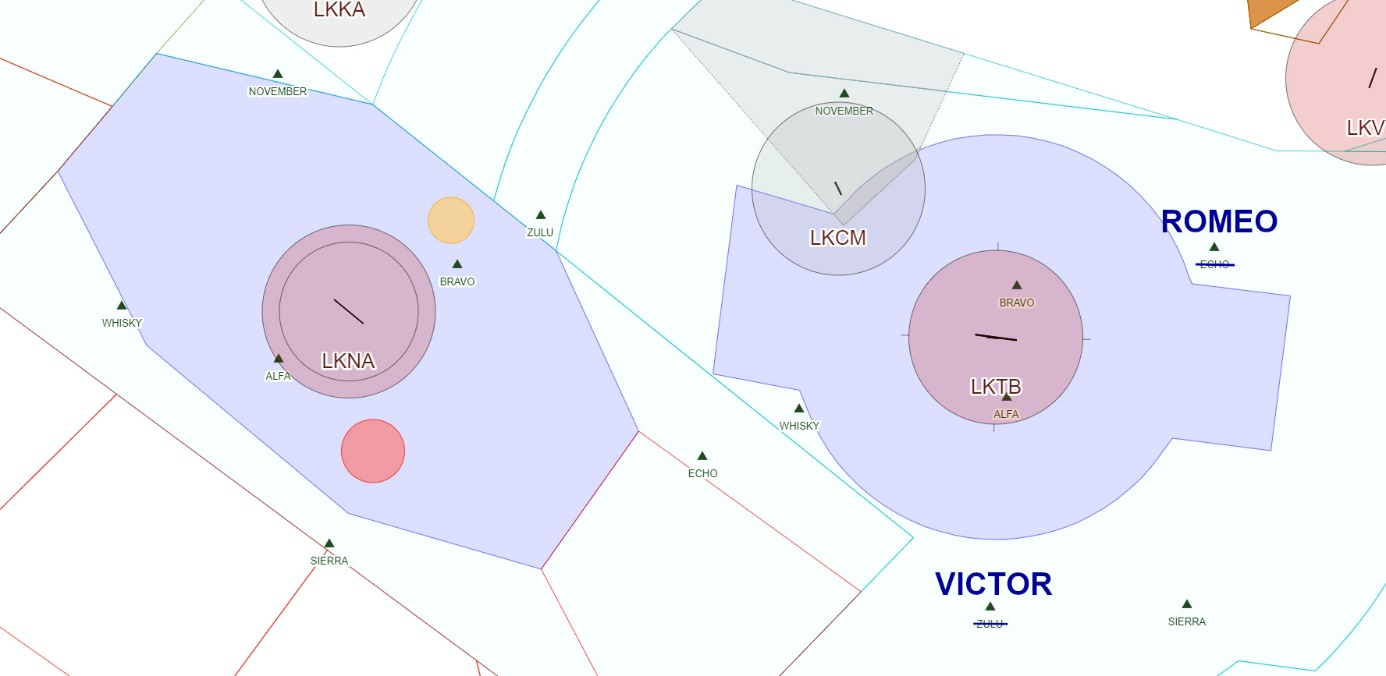 LKKA
NOVEMBER
NOVEMBER
LKV
ROMEO
ZULU
LKCM
ECHO
BRAVO
BRAVO
WHISKY
LKNA
ALFA
LKTB
ALFA
WHISKY
ECHO
SIERRA
VICTOR
ZULU
SIERRA